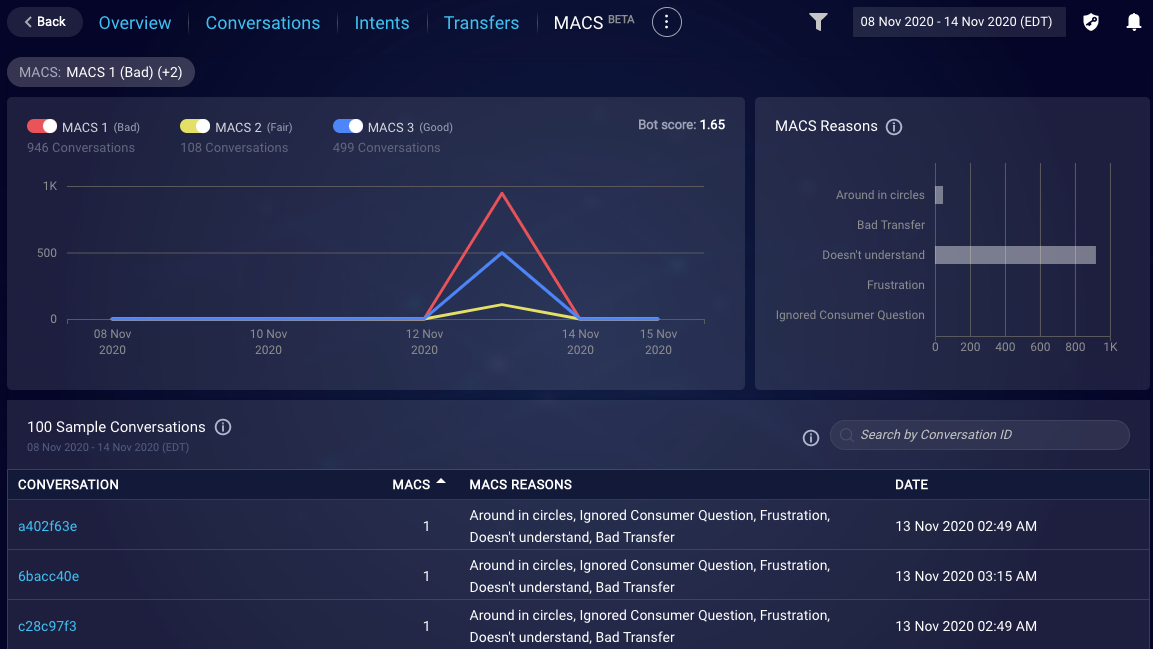 Back
Overview
Conversations
Intents
Transfers
MACS BETA
08 Nov 2020 - 14 Nov 2020 (EDT)
MACS: MACS 1 (Bad) (+2)
MACS 1 (Bad)
946 Conversations
MACS 2 (Fair)
108 Conversations
MACS 3 (Good)
499 Conversations
Bot score: 1.65
1K
500
0
08 Nov
2020
10 Nov
2020
12 Nov
2020
14 Nov
2020
15 Nov
2020
MACS Reasons
Around in circles
Bad Transfer
Doesn't understand
Frustration
Ignored Consumer Question
0 200 400 600 800 1K
100 Sample Conversations
08 Nov 2020 - 14 Nov 2020 (EDT)
Search by Conversation ID
CONVERSATION MACS MACS REASONS DATE
a402f63e 1 Around in circles, Ignored Consumer Question, Frustration,
Doesn't understand, Bad Transfer
13 Nov 2020 02:49 AM
6bacc40e 1 Around in circles, Ignored Consumer Question, Frustration,
Doesn't understand, Bad Transfer
13 Nov 2020 03:15 AM
c28c97f3 1 Around in circles, Ignored Consumer Question, Frustration,
Doesn't understand, Bad Transfer
13 Nov 2020 02:49 AM